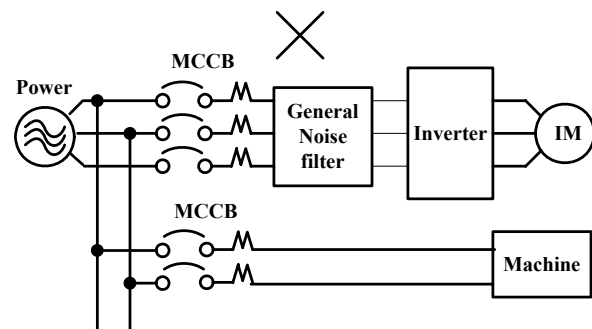 MCCB
Power
General
Noise
filter
Inverter
IM
MCCB
Machine